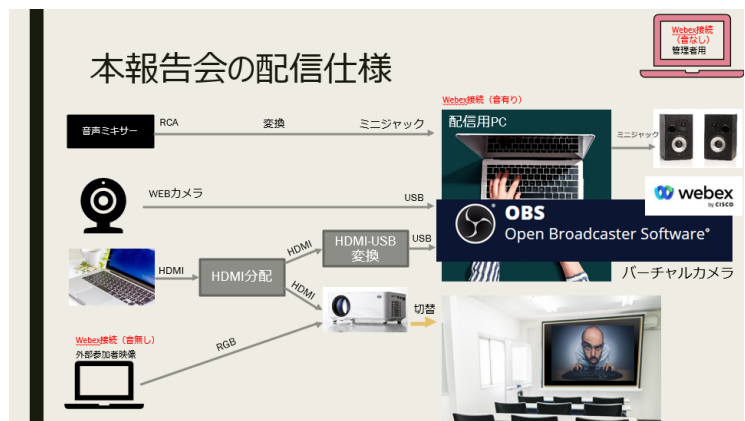 本報告会の配信仕様
Webex接続
（音なし）
管理者用
Webex接続（音有り）
音声ミキサー
RCA
変換
ミニジャック
配信用PC
ミニジャック
WEBカメラ
USB
webex
by CISCO
OBS
Open Broadcaster Software®
HDMI
HDMI分配
HDMI
HDMI-USB
変換
USB
バーチャルカメラ
HDMI
切替
Webex接続（音無し）
外部参加者映像
RGB